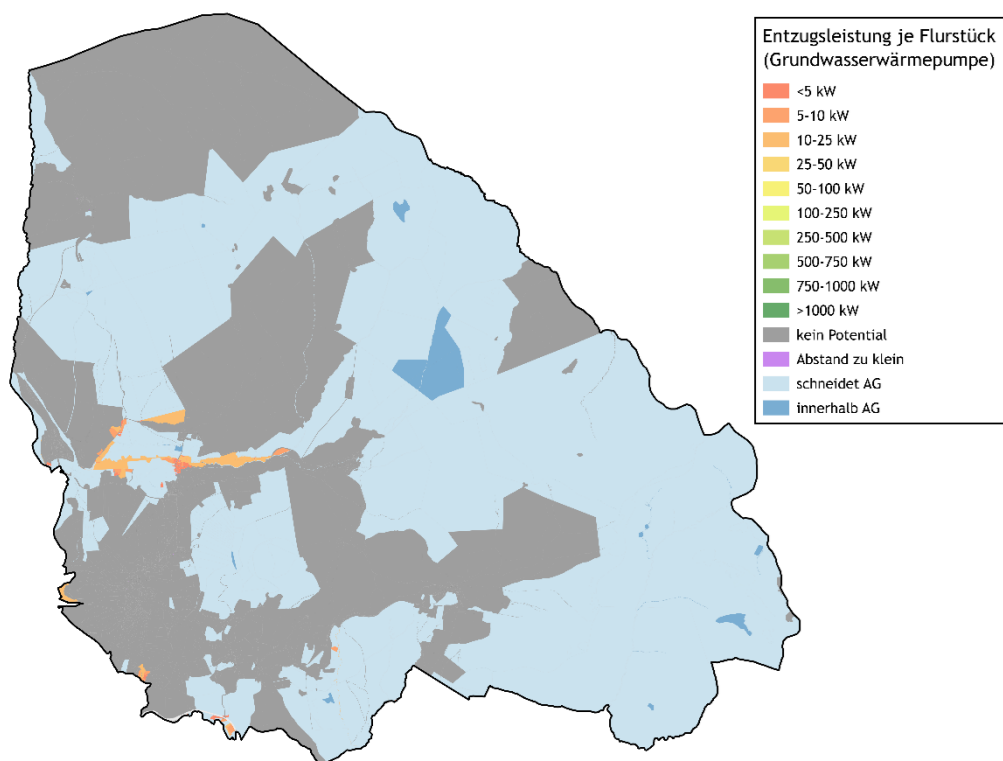 Entzugsleistung je Flurstück
(Grundwasserwärmepumpe)
<5 kW
5-10 kW
10-25 kW
25-50 kW
50-100 kW
100-250 kW
250-500 kW
500-750 kW
750-1000 kW
>1000 kW
kein Potential
Abstand zu klein
schneidet AG
innerhalb AG